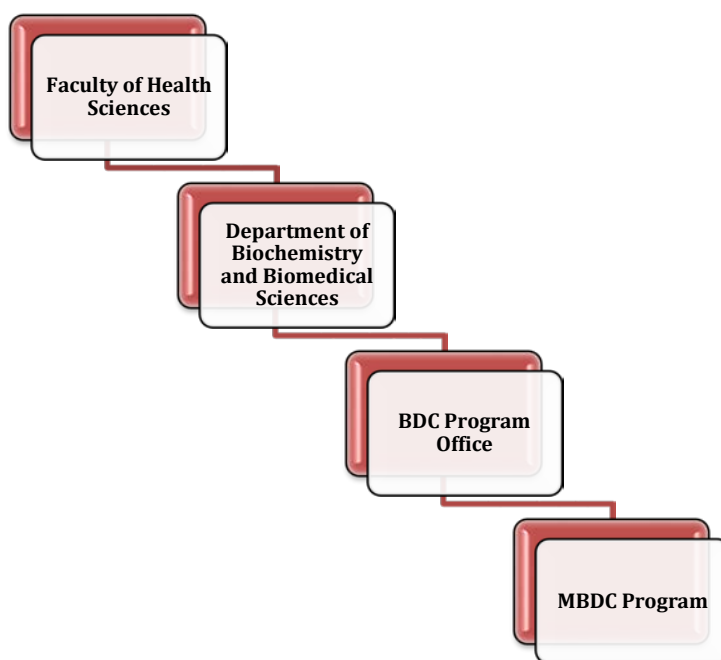 Faculty of Health
Sciences
Department of
Biochemistry
and Biomedical
Sciences
BDC Program
Office
MBDC Program